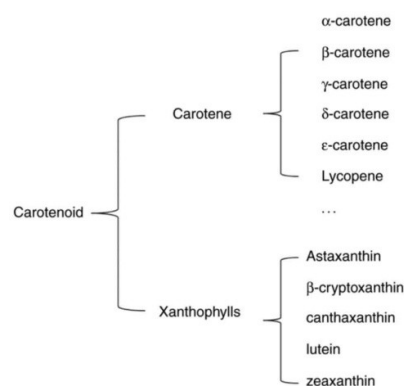 α-carotene
β-carotene
γ-carotene
Carotene
δ-carotene
ε-carotene
Lycopene
Carotenoid
...
Astaxanthin
β-cryptoxanthin
Xanthophylls
canthaxanthin
lutein
zeaxanthin